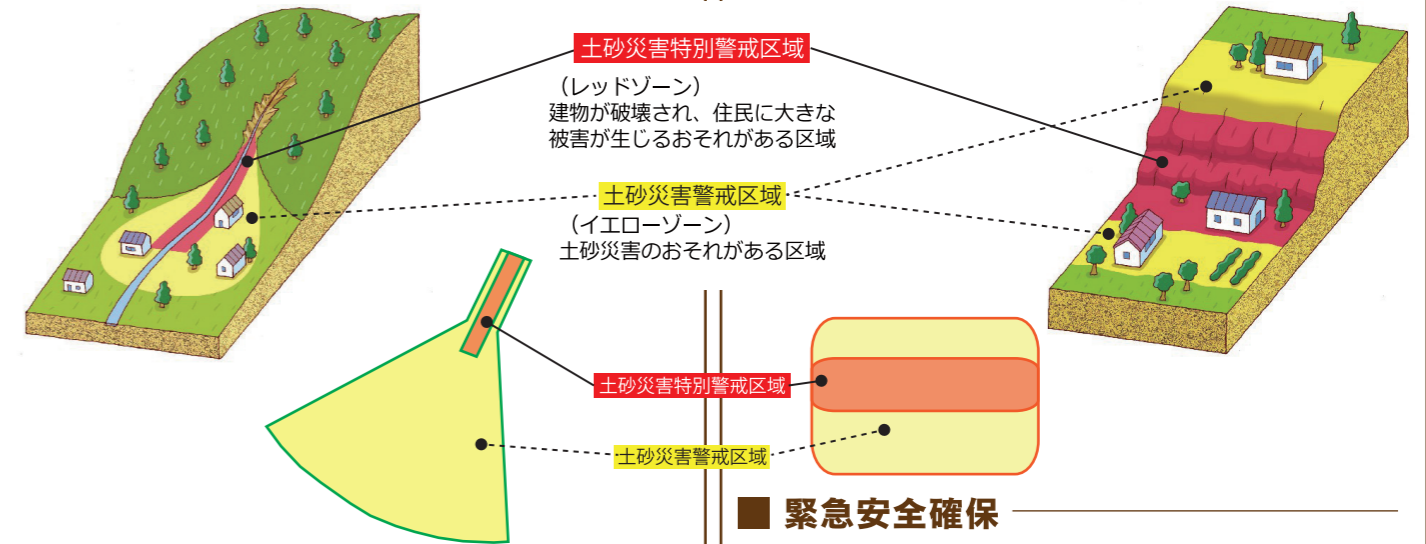 土砂災害特別警戒区域
（レッドゾーン）
建物が破壊され、住民に大きな
被害が生じるおそれがある区域
土砂災害警戒区域
（イエローゾーン）
土砂災害のおそれがある区域
土砂災害特別警戒区域
土砂災害警戒区域
■ 緊急安全確保